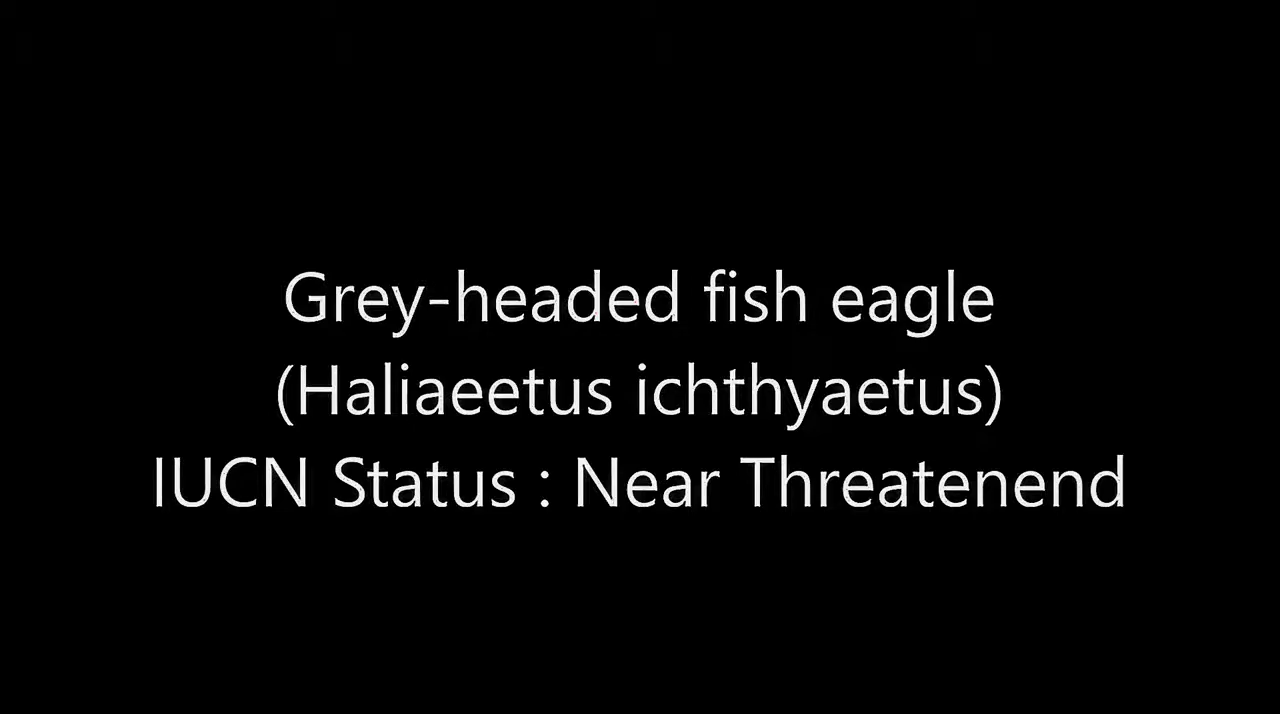 Grey-headed fish eagle
(Haliaeetus ichthyaetus)
IUCN Status : Near Threatenend